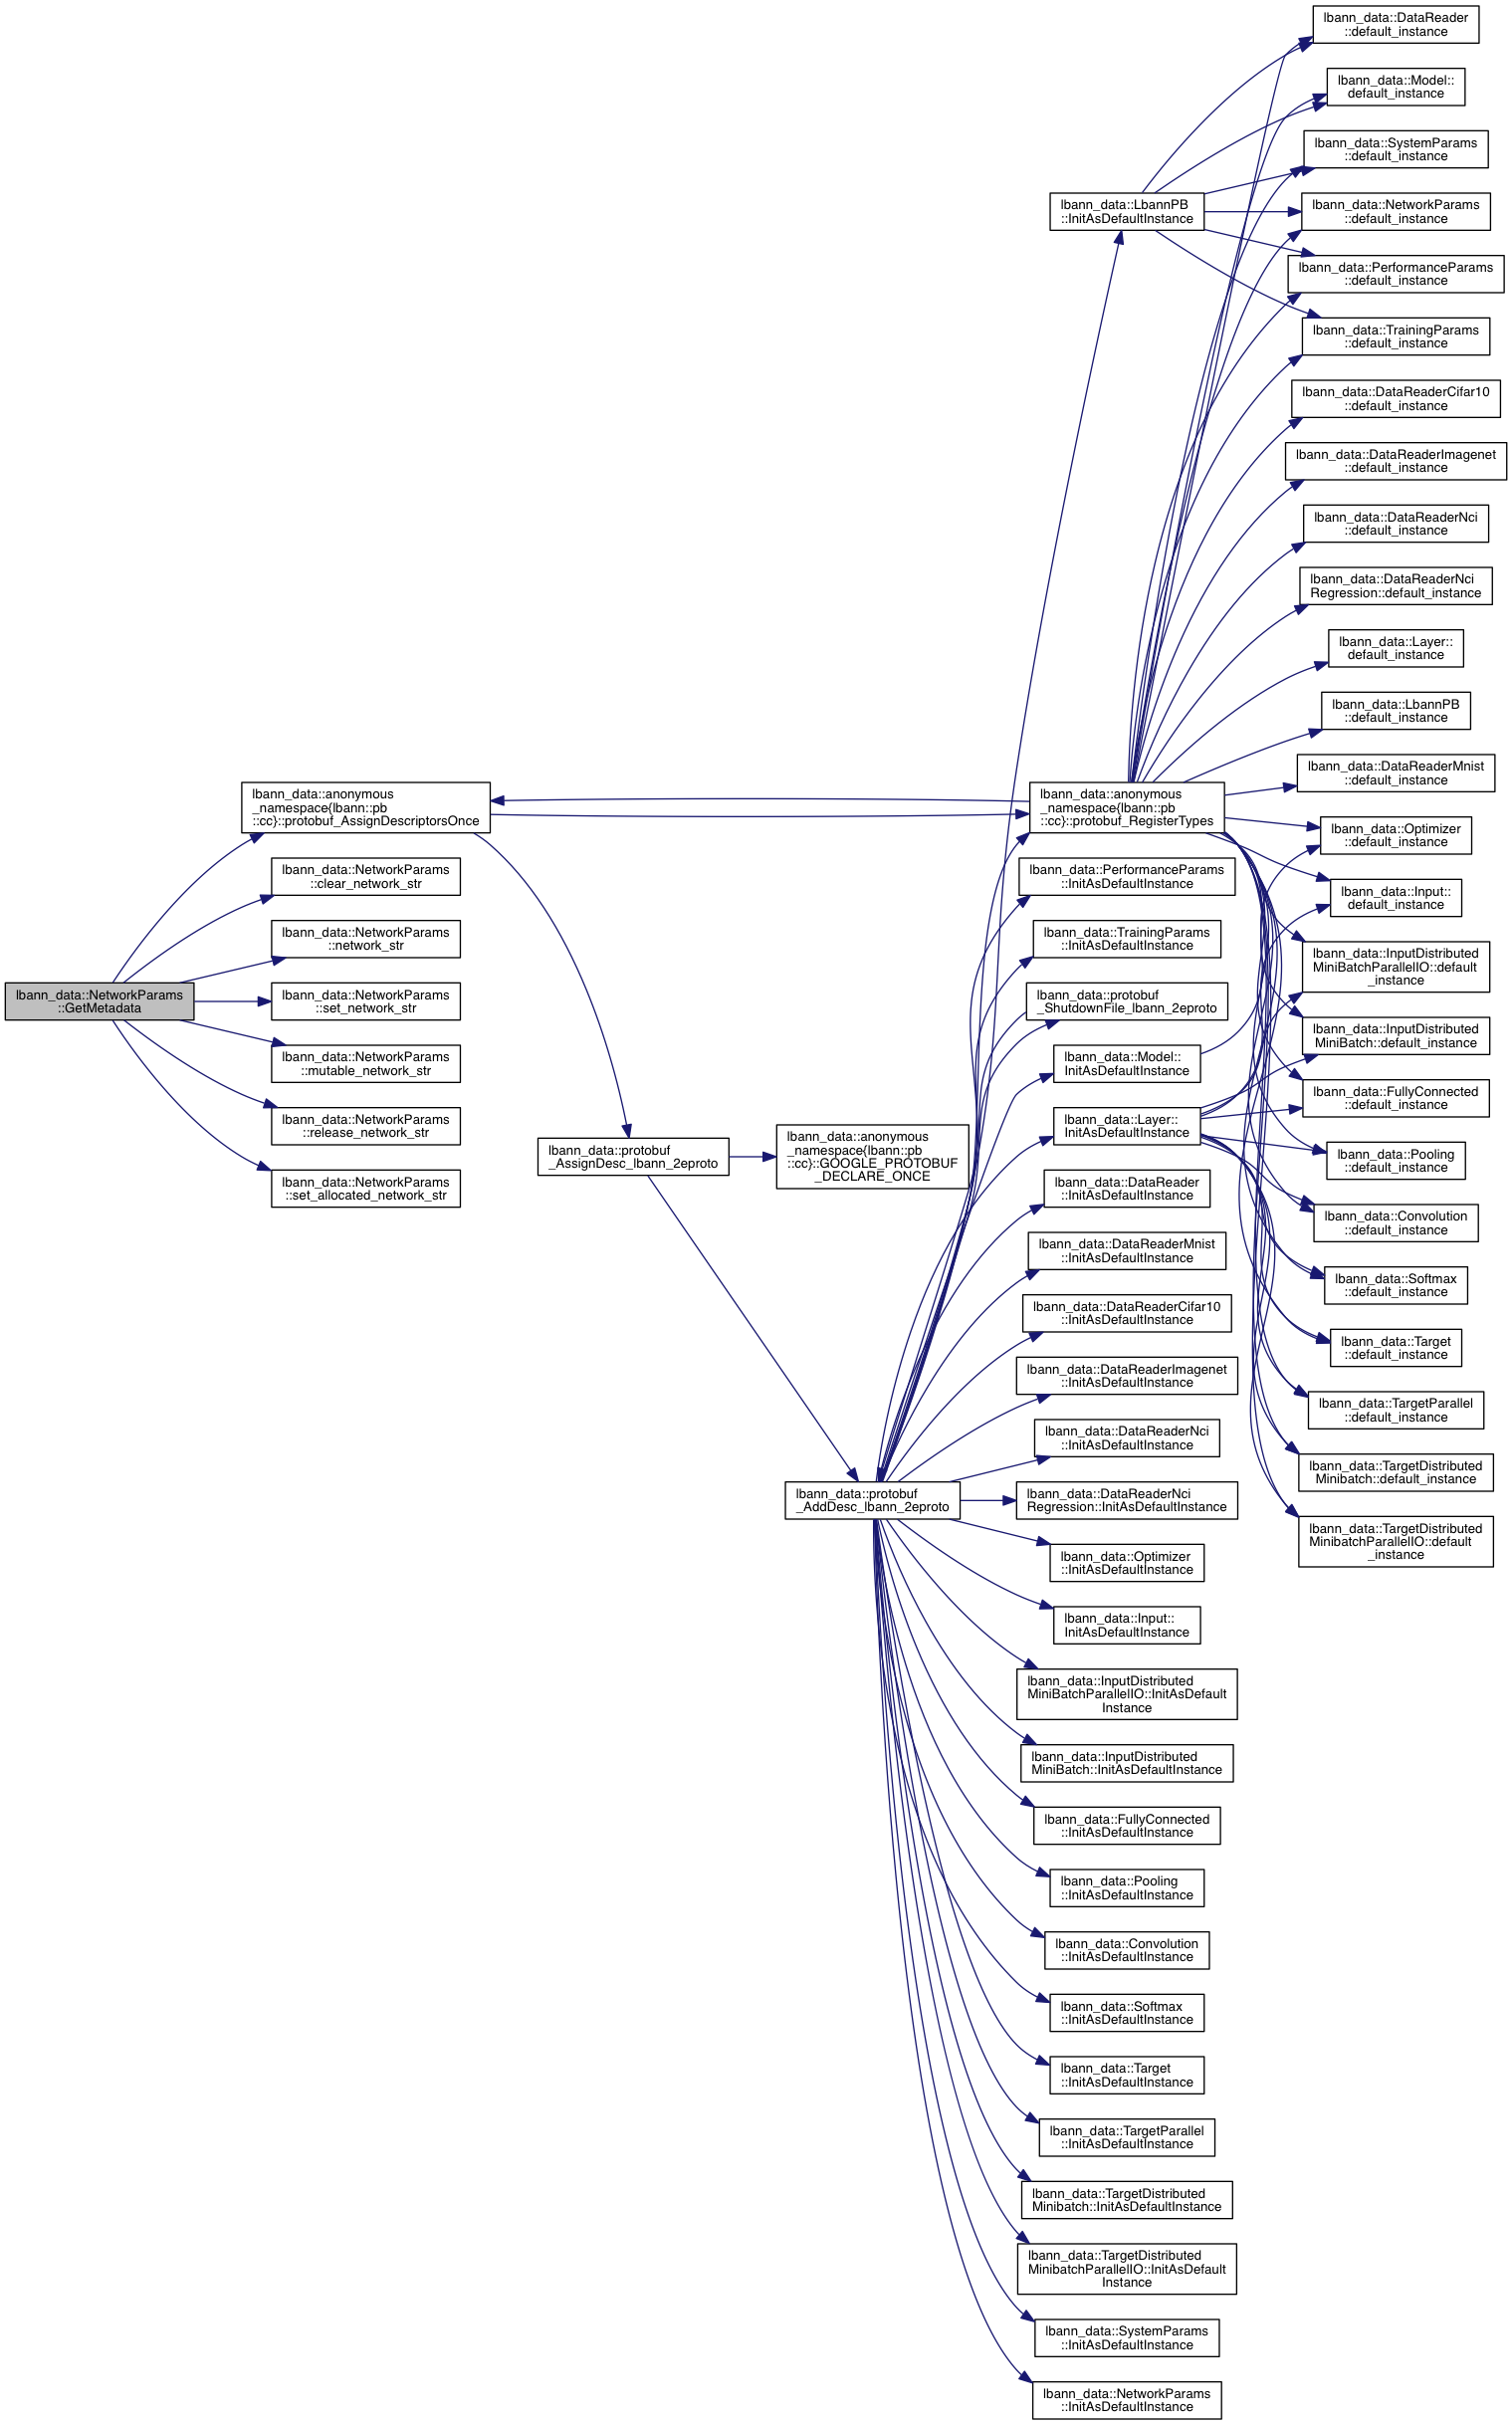 lbann_data::NetworkParams
::GetMetadata
lbann_data::anonymous
_namespace{lbann::pb
::cc}::protobuf_AssignDescriptorsOnce
lbann_data::NetworkParams
::clear_network_str
lbann_data::NetworkParams
::network_str
lbann_data::NetworkParams
::set_network_str
lbann_data::NetworkParams
::mutable_network_str
lbann_data::NetworkParams
::release_network_str
lbann_data::NetworkParams
::set_allocated_network_str
lbann_data::protobuf
_AssignDesc_lbann_2eproto
lbann_data::anonymous
_namespace{lbann::pb
::cc}::GOOGLE_PROTOBUF
_DECLARE_ONCE
lbann_data::protobuf
_AddDesc_lbann_2eproto
lbann_data::LbannPB
::InitAsDefaultInstance
lbann_data::anonymous
_namespace{lbann::pb
::cc}::protobuf_RegisterTypes
lbann_data::PerformanceParams
::InitAsDefaultInstance
lbann_data::TrainingParams
::InitAsDefaultInstance
lbann_data::protobuf
_ShutdownFile_lbann_2eproto
lbann_data::Model::
InitAsDefaultInstance
lbann_data::Layer::
InitAsDefaultInstance
lbann_data::DataReader
::InitAsDefaultInstance
lbann_data::DataReaderMnist
::InitAsDefaultInstance
lbann_data::DataReaderCifar10
::InitAsDefaultInstance
lbann_data::DataReaderImagenet
::InitAsDefaultInstance
lbann_data::DataReaderNci
::InitAsDefaultInstance
lbann_data::DataReaderNci
Regression::InitAsDefaultInstance
lbann_data::Optimizer
::InitAsDefaultInstance
lbann_data::Input::
InitAsDefaultInstance
lbann_data::InputDistributed
MiniBatchParallelIO::InitAsDefault
Instance
lbann_data::InputDistributed
MiniBatch::InitAsDefaultInstance
lbann_data::FullyConnected
::InitAsDefaultInstance
lbann_data::Pooling
::InitAsDefaultInstance
lbann_data::Convolution
::InitAsDefaultInstance
lbann_data::Softmax
::InitAsDefaultInstance
lbann_data::Target
::InitAsDefaultInstance
lbann_data::TargetParallel
::InitAsDefaultInstance
lbann_data::TargetDistributed
Minibatch::InitAsDefaultInstance
lbann_data::TargetDistributed
MinibatchParallelIO::InitAsDefault
Instance
lbann_data::SystemParams
::InitAsDefaultInstance
lbann_data::NetworkParams
::InitAsDefaultInstance
lbann_data::DataReader
::default_instance
lbann_data::Model::
default_instance
lbann_data::SystemParams
::default_instance
lbann_data::NetworkParams
::default_instance
lbann_data::PerformanceParams
::default_instance
lbann_data::TrainingParams
::default_instance
lbann_data::DataReaderCifar10
::default_instance
lbann_data::DataReaderImagenet
::default_instance
lbann_data::DataReaderNci
::default_instance
lbann_data::DataReaderNci
Regression::default_instance
lbann_data::Layer::
default_instance
lbann_data::LbannPB
::default_instance
lbann_data::DataReaderMnist
::default_instance
lbann_data::Optimizer
::default_instance
lbann_data::Input::
default_instance
lbann_data::InputDistributed
MiniBatchParallelIO::default
_instance
lbann_data::InputDistributed
MiniBatch::default_instance
lbann_data::FullyConnected
::default_instance
lbann_data::Pooling
::default_instance
lbann_data::Convolution
::default_instance
lbann_data::Softmax
::default_instance
lbann_data::Target
::default_instance
lbann_data::TargetParallel
::default_instance
lbann_data::TargetDistributed
Minibatch::default_instance
lbann_data::TargetDistributed
MinibatchParallelIO::default
_instance